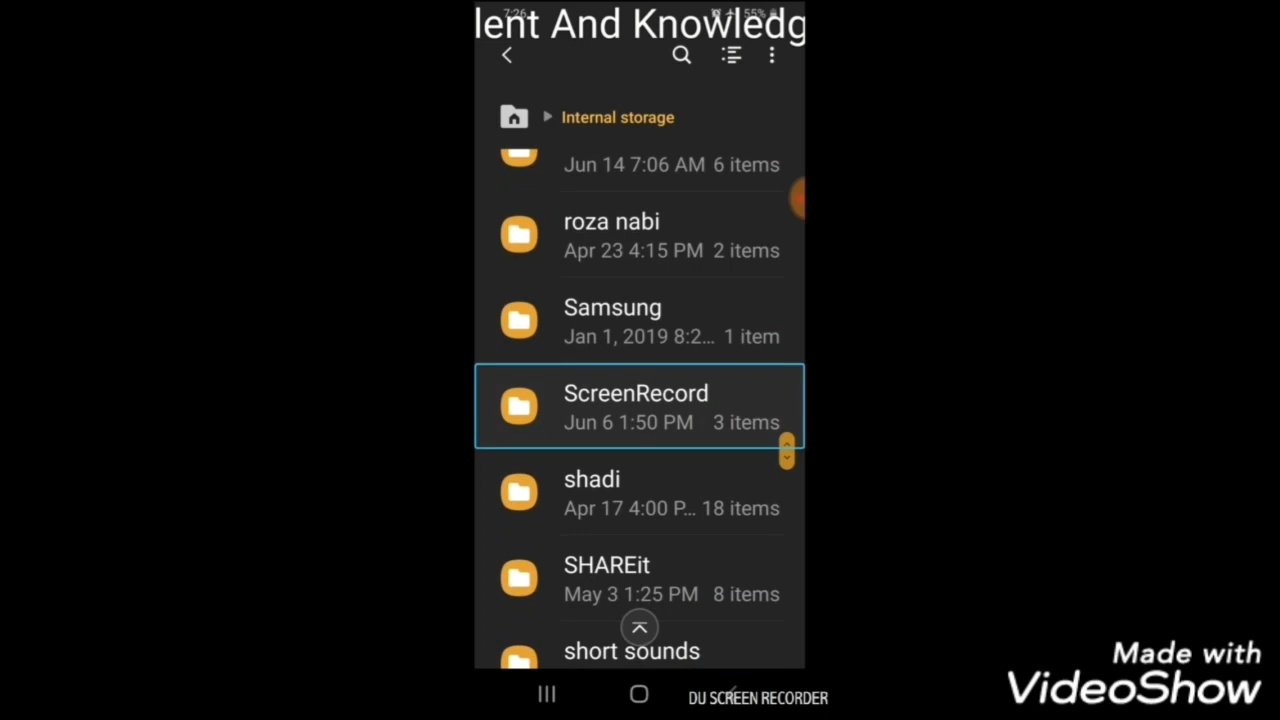 7:26 55%
lent And Knowledg
Internal storage
Jun 14 7:06 AM 6 items
roza nabi
Apr 23 4:15 PM 2 items
Samsung
Jan 1, 2019 8:2... 1 item
ScreenRecord
Jun 6 1:50 PM 3 items
shadi
Apr 17 4:00 P... 18 items
SHAREit
May 3 1:25 PM 8 items
short sounds
DU SCREEN RECORDER
Made with
VideoShow